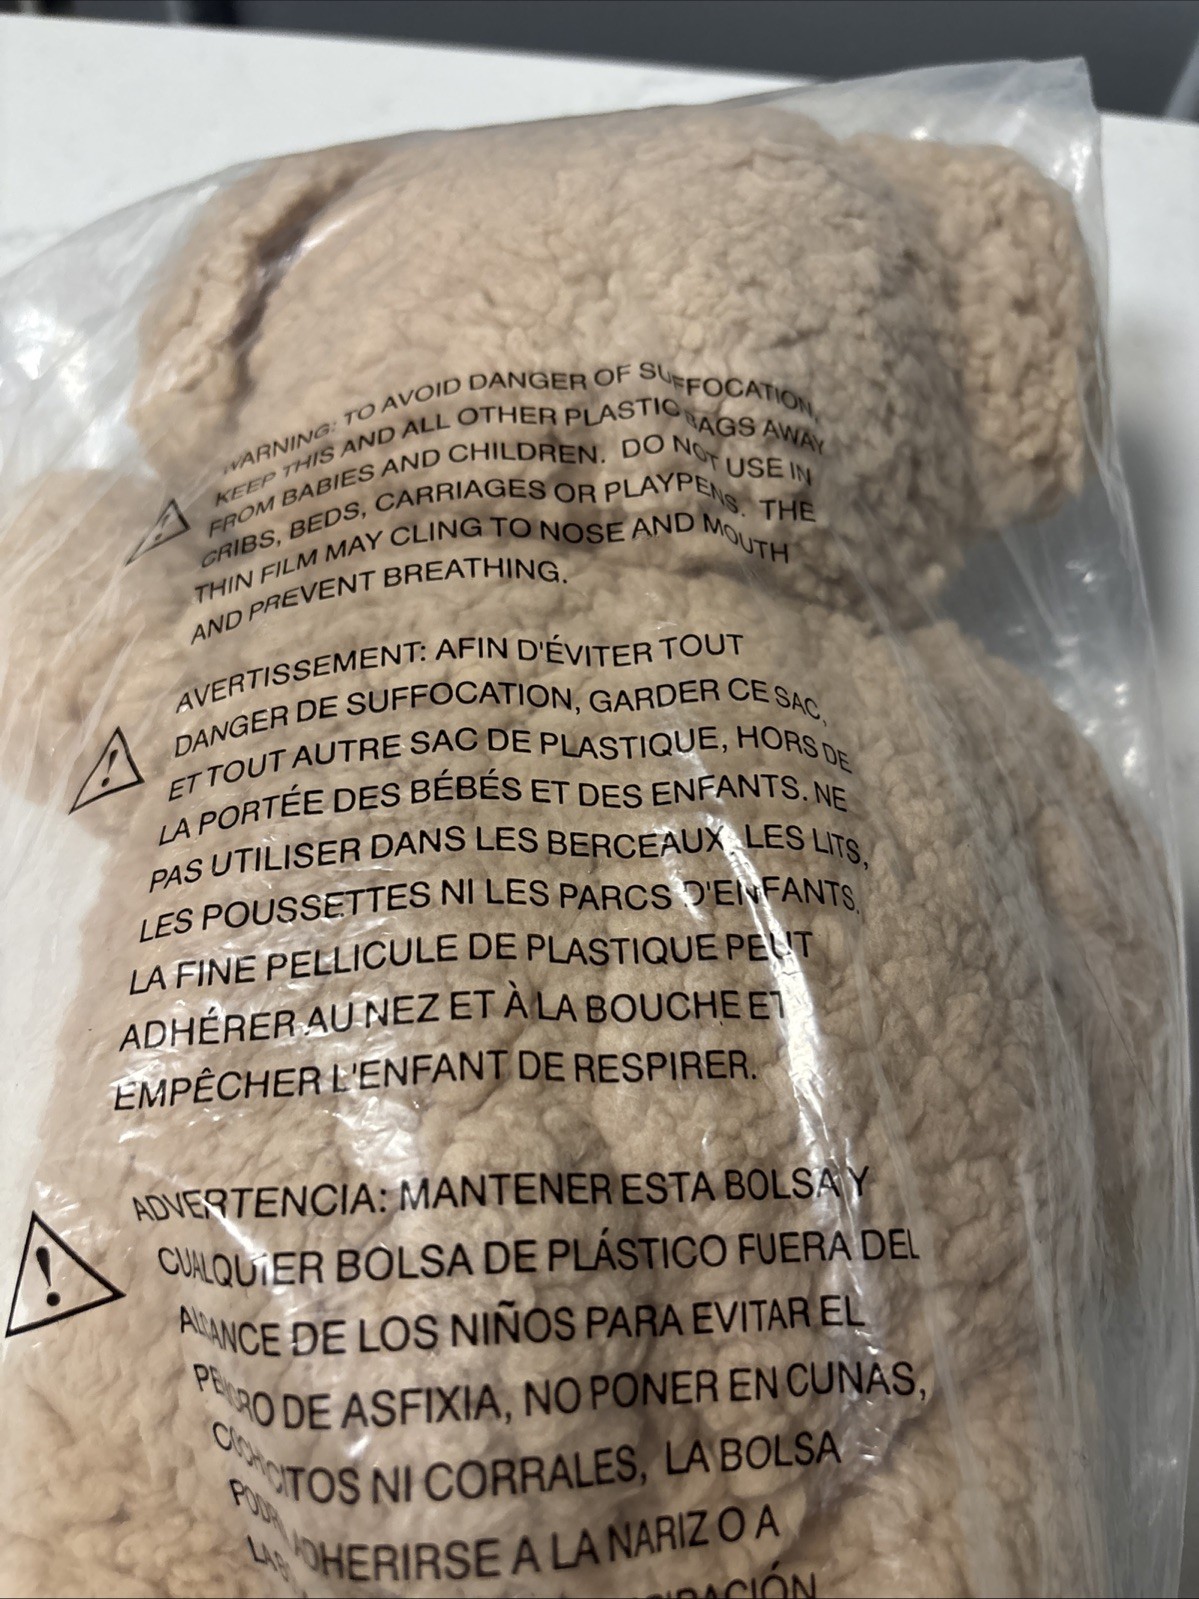 WARNING: TO AVOID DANGER OF SUFFOCATION,
KEEP THIS AND ALL OTHER PLASTIC BAGS AWAY
FROM BABIES AND CHILDREN. DO NOT USE IN
CRIBS, BEDS, CARRIAGES OR PLAYPENS. THE
THIN FILM MAY CLING TO NOSE AND MOUTH
AND PREVENT BREATHING.
AVERTISSEMENT: AFIN D'ÉVITER TOUT
DANGER DE SUFFOCATION, GARDER CE SAC,
ET TOUT AUTRE SAC DE PLASTIQUE, HORS DE
LA PORTÉE DES BÉBÉS ET DES ENFANTS. NE
PAS UTILISER DANS LES BERCEAUX, LES LITS,
LES POUSSETTES NI LES PARCS D'ENFANTS.
LA FINE PELLICULE DE PLASTIQUE PEUT
ADHÉRER AU NEZ ET À LA BOUCHE ET
EMPÊCHER L'ENFANT DE RESPIRER.
ADVERTENCIA: MANTENER ESTA BOLSA Y
CUALQUIER BOLSA DE PLÁSTICO FUERA DEL
ALCANCE DE LOS NIÑOS PARA EVITAR EL
PELIGRO DE ASFIXIA, NO PONER EN CUNAS,
COCHECITOS NI CORRALES, LA BOLSA
ADHERIRSE A LA NARIZ O A
LA